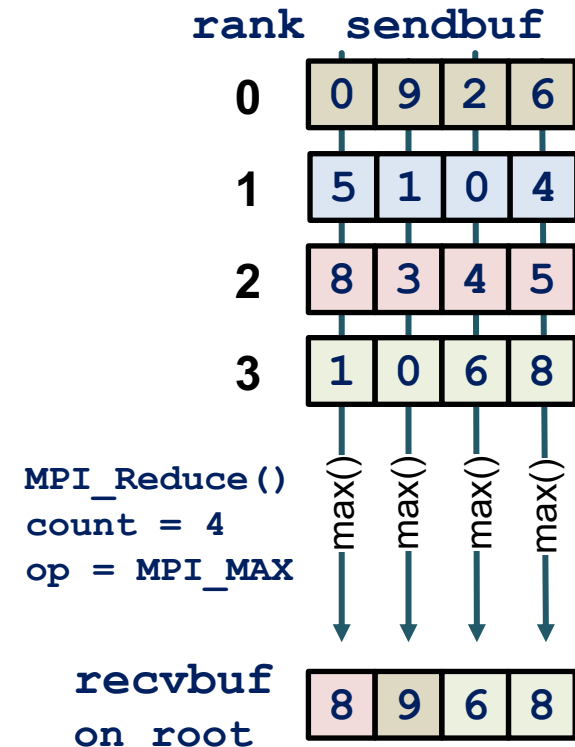 rank sendbuf
0 0 9 2 6
1 5 1 0 4
2 8 3 4 5
3 1 0 6 8
max() max() max() max()
MPI_Reduce()
count = 4
op = MPI_MAX
recvbuf 8 9 6 8
on root